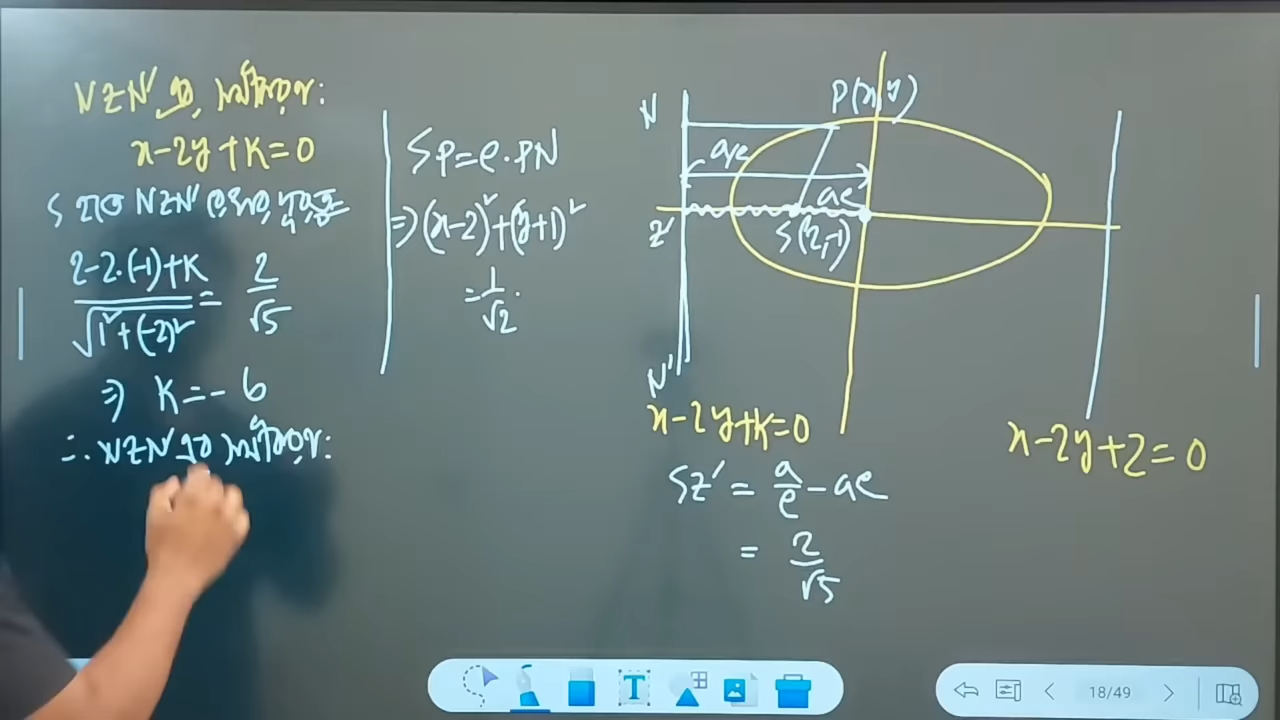 NZN' এর সমীকরণ:
x-2y+K=0
S হতে NZN' এর লম্ব দূরত্ব
2-2·(-1)+K / √1²+(-2)² = 2/√5
⇒ K=-6
∴ NZN' এর সমীকরণ:
SP=e·PN
⇒(x-2)²+(y+1)²
=1/√2·
N
P(x,y)
a/e
ae
Z'
S(2,-1)
N'
x-2y+K=0
x-2y+2=0
SZ' = a/e - ae
= 2/√5
T
18/49